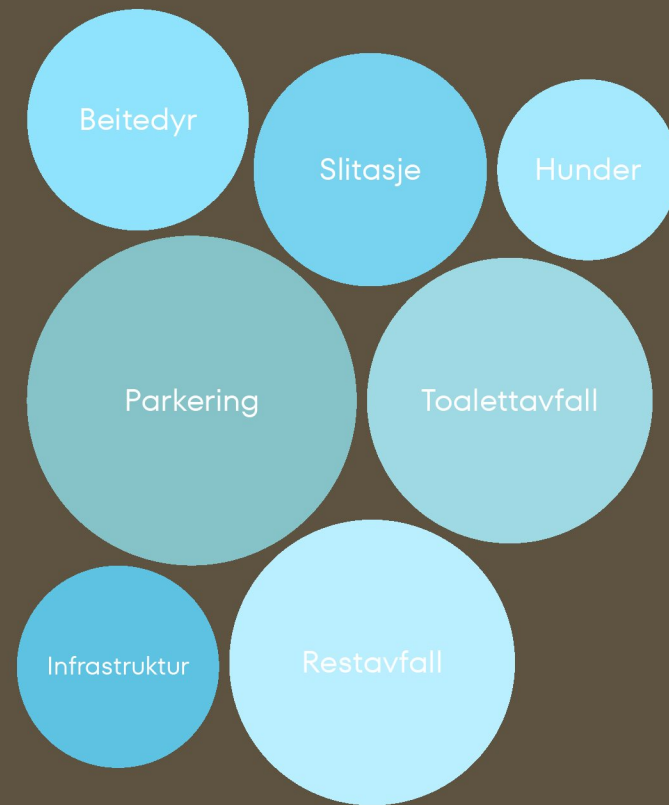 Beitedyr
Slitasje
Hunder
Parkering
Toalettavfall
Infrastruktur
Restavfall